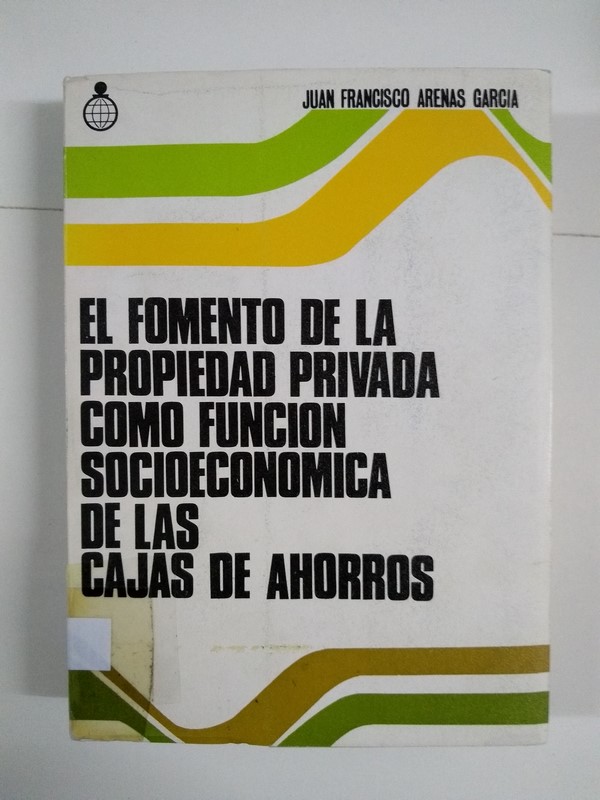 JUAN FRANCISCO ARENAS GARCIA
EL FOMENTO DE LA
PROPIEDAD PRIVADA
COMO FUNCION
SOCIOECONOMICA
DE LAS
CAJAS DE AHORROS